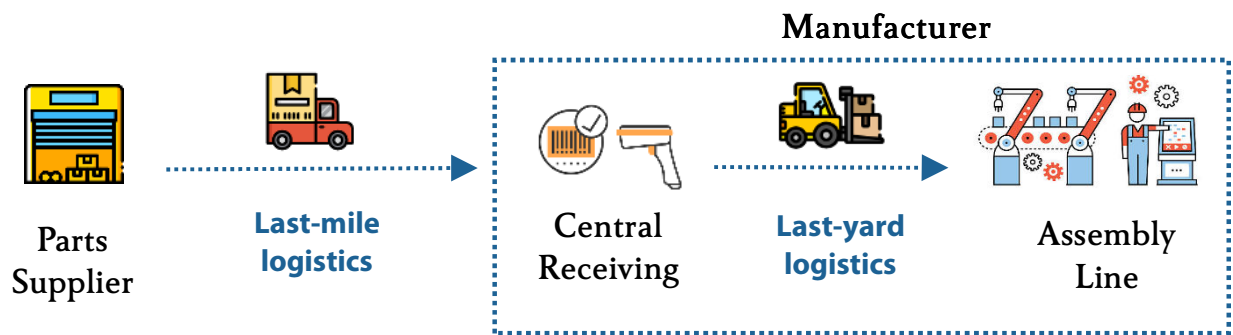 Manufacturer
Last-mile
logistics
Last-yard
logistics
Parts
Supplier
Central
Receiving
Assembly
Line